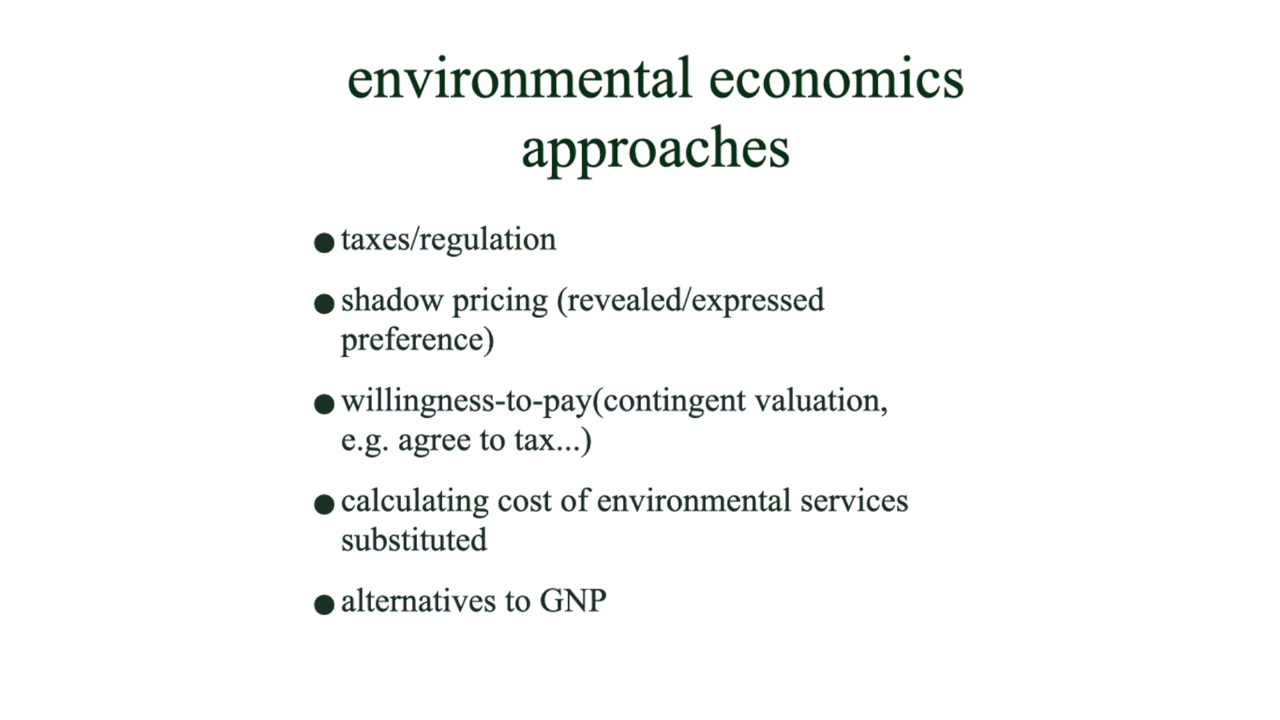 environmental economics
approaches
● taxes/regulation
● shadow pricing (revealed/expressed
preference)
● willingness-to-pay(contingent valuation,
e.g. agree to tax...)
● calculating cost of environmental services
substituted
● alternatives to GNP